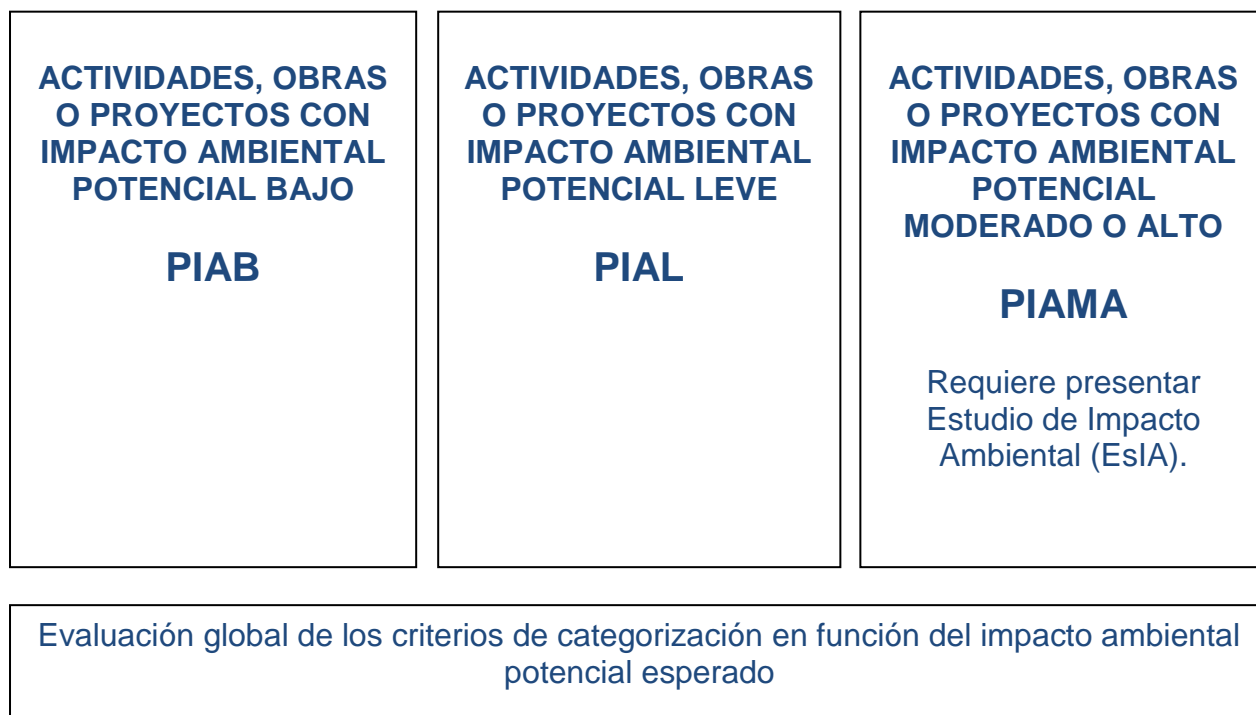 ACTIVIDADES, OBRAS
O PROYECTOS CON
IMPACTO AMBIENTAL
POTENCIAL BAJO
PIAB
ACTIVIDADES, OBRAS
O PROYECTOS CON
IMPACTO AMBIENTAL
POTENCIAL LEVE
PIAL
ACTIVIDADES, OBRAS
O PROYECTOS CON
IMPACTO AMBIENTAL
POTENCIAL
MODERADO O ALTO
PIAMA
Requiere presentar
Estudio de Impacto
Ambiental (EsIA).
Evaluación global de los criterios de categorización en función del impacto ambiental
potencial esperado